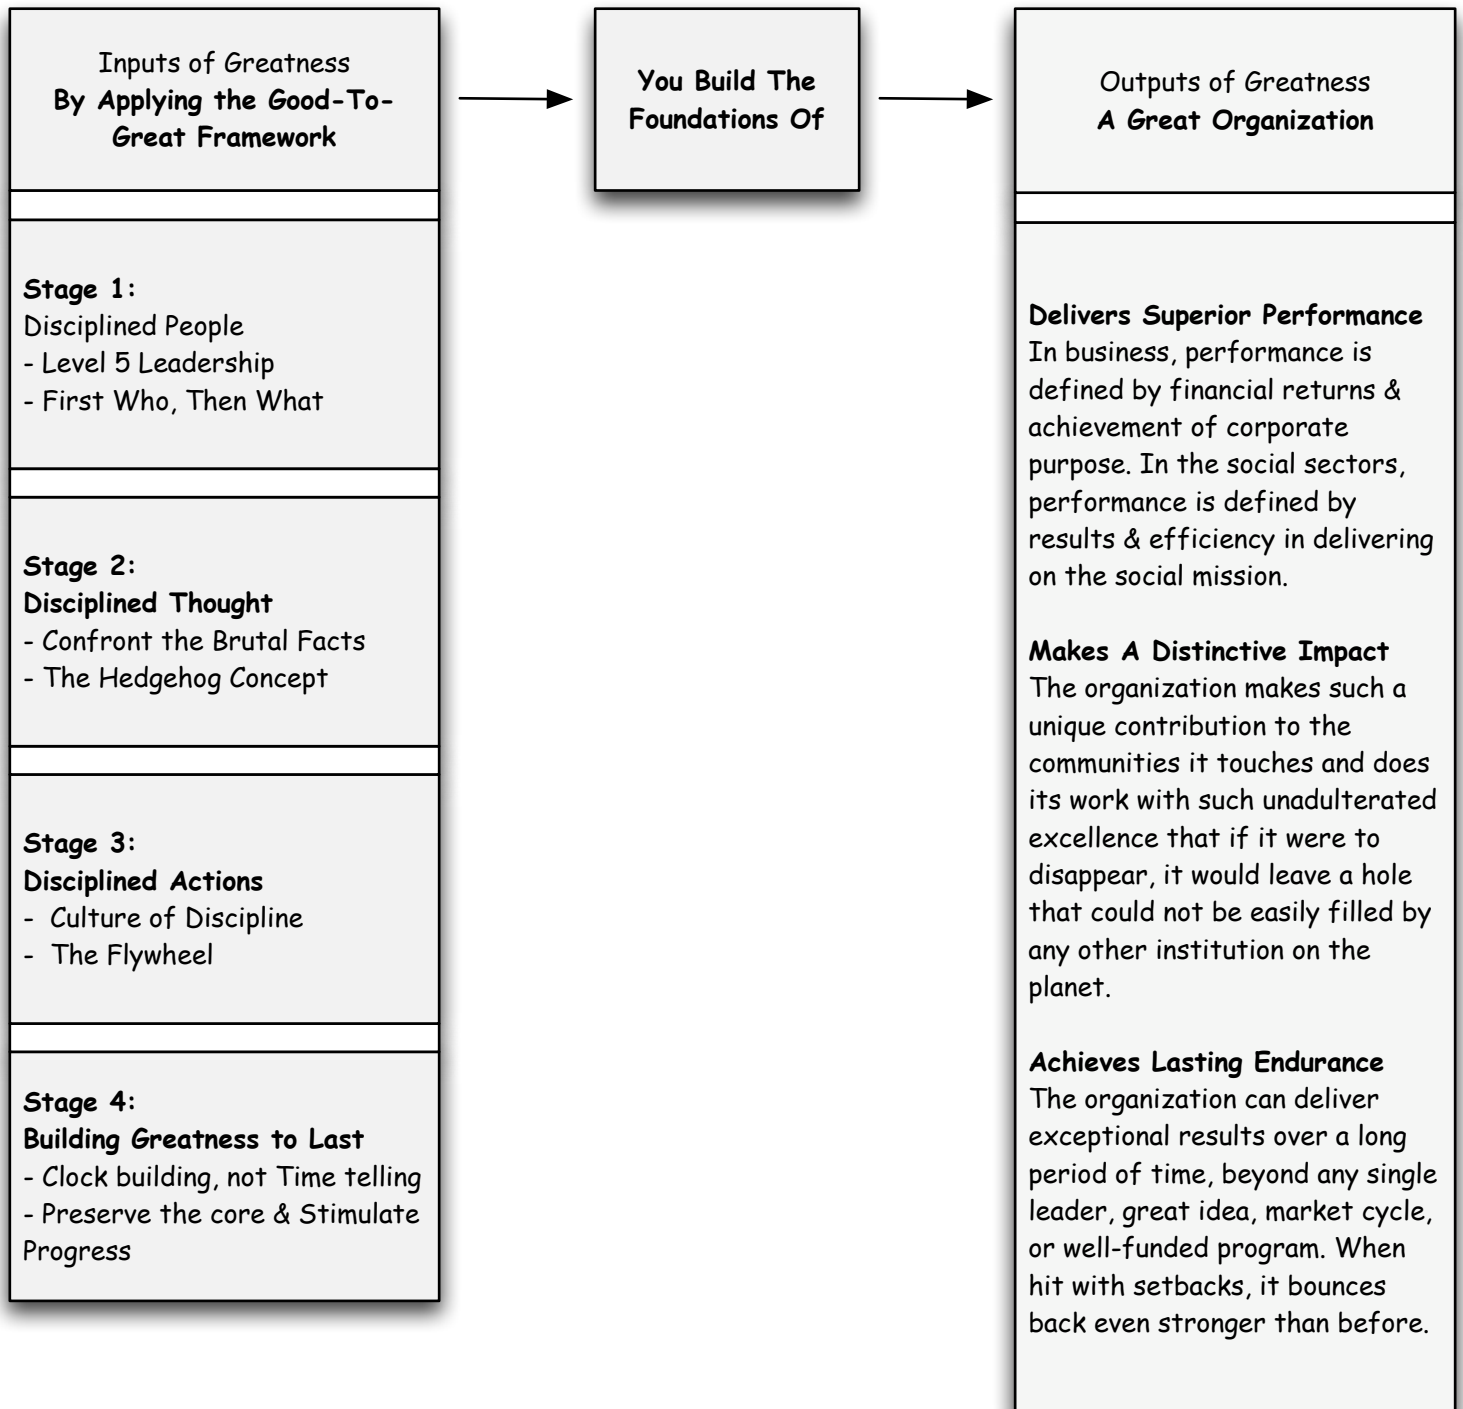 Inputs of Greatness
By Applying the Good-To-
Great Framework
Stage 1:
Disciplined People
- Level 5 Leadership
- First Who, Then What
Stage 2:
Disciplined Thought
- Confront the Brutal Facts
- The Hedgehog Concept
Stage 3:
Disciplined Actions
- Culture of Discipline
- The Flywheel
Stage 4:
Building Greatness to Last
- Clock building, not Time telling
- Preserve the core & Stimulate
Progress
You Build The
Foundations Of
Outputs of Greatness
A Great Organization
Delivers Superior Performance
In business, performance is
defined by financial returns &
achievement of corporate
purpose. In the social sectors,
performance is defined by
results & efficiency in delivering
on the social mission.
Makes A Distinctive Impact
The organization makes such a
unique contribution to the
communities it touches and does
its work with such unadulterated
excellence that if it were to
disappear, it would leave a hole
that could not be easily filled by
any other institution on the
planet.
Achieves Lasting Endurance
The organization can deliver
exceptional results over a long
period of time, beyond any single
leader, great idea, market cycle,
or well-funded program. When
hit with setbacks, it bounces
back even stronger than before.